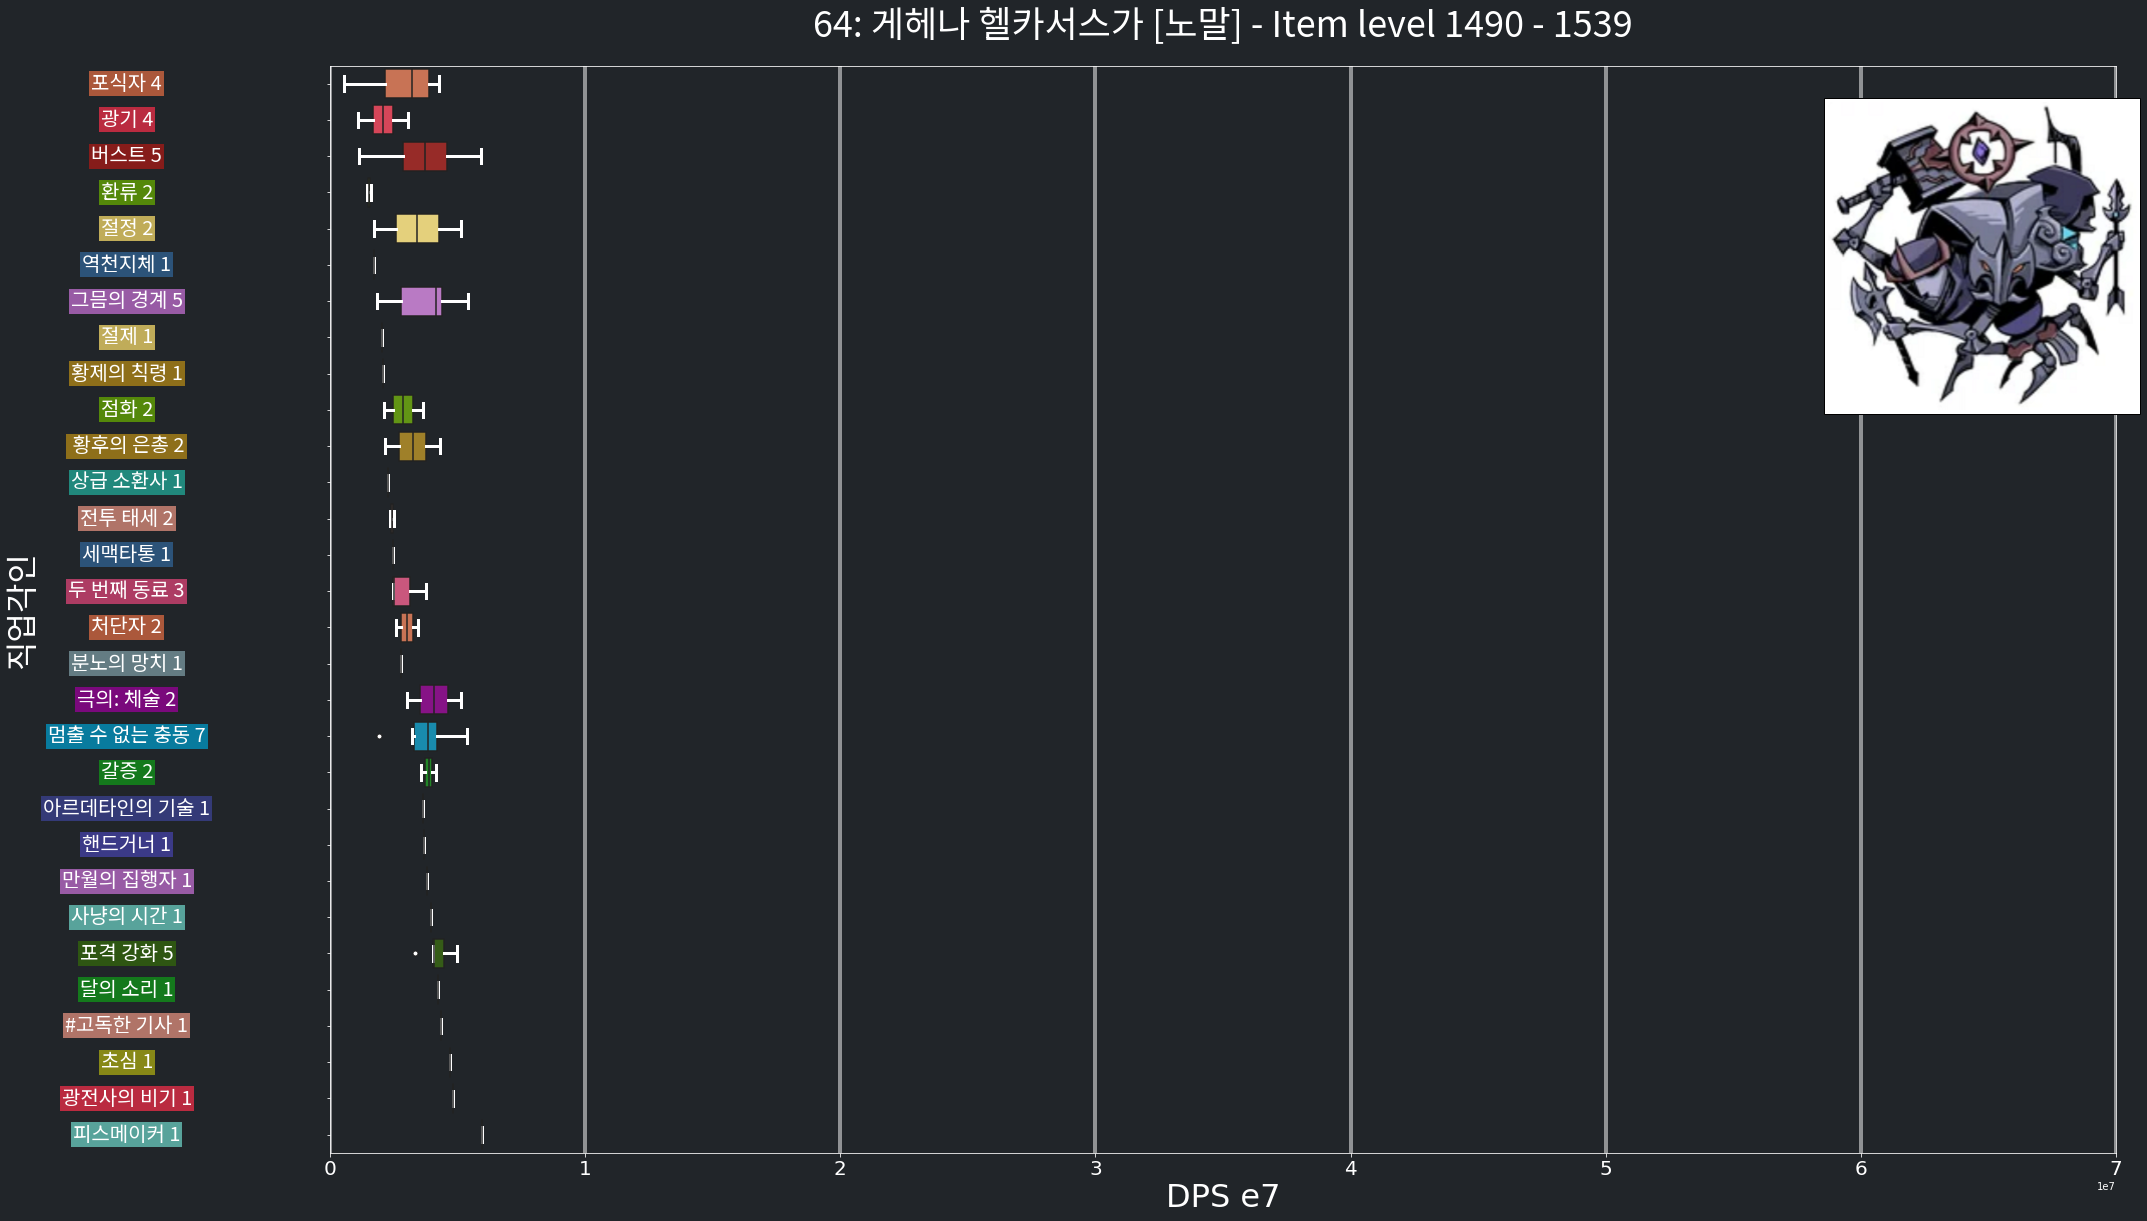 64: 게헤나 헬카서스가 [노말] - Item level 1490 - 1539
포식자 4
광기 4
버스트 5
환류 2
절정 2
역천지체 1
그믐의 경계 5
절제 1
황제의 칙령 1
점화 2
황후의 은총 2
상급 소환사 1
전투 태세 2
세맥타통 1
두 번째 동료 3
처단자 2
분노의 망치 1
극의: 체술 2
멈출 수 없는 충동 7
갈증 2
아르데타인의 기술 1
핸드거너 1
만월의 집행자 1
사냥의 시간 1
포격 강화 5
달의 소리 1
#고독한 기사 1
초심 1
광전사의 비기 1
피스메이커 1
직업각인
0 1 2 3 4 5 6 7
1e7
DPS e7